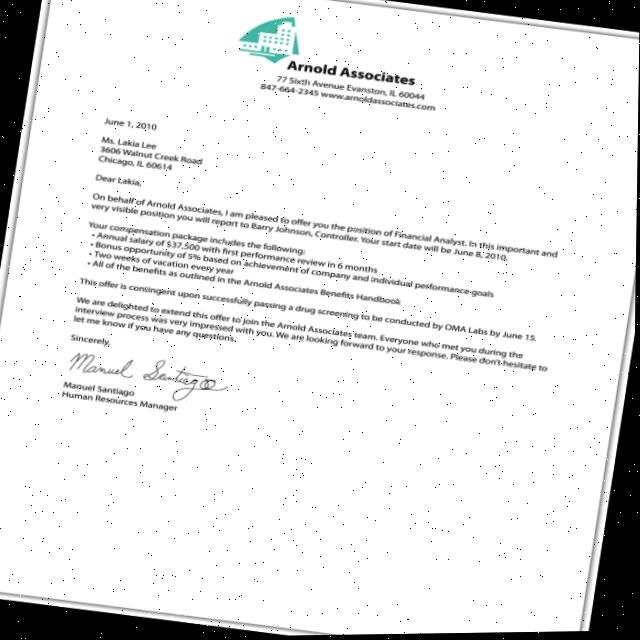 Arnold Associates
77 Sixth Avenue Evanston, IL 60044
847-664-2345 www.arnoldassociates.com
June 1, 2010
Ms. Lakia Lee
3606 Walnut Creek Road
Chicago, IL 60614
Dear Lakia,
On behalf of Arnold Associates, I am pleased to offer you the position of Financial Analyst. In this important and
very visible position you will report to Barry Johnson, Controller. Your start date will be June 8, 2010.
Your compensation package includes the following:
• Annual salary of $37,500 with first performance review in 6 months
• Bonus opportunity of 5% based on achievement of company and individual performance goals
• Two weeks of vacation every year
• All of the benefits as outlined in the Arnold Associates Benefits Handbook
This offer is contingent upon successfully passing a drug screening to be conducted by OMA Labs by June 15.
We are delighted to extend this offer to join the Arnold Associates team. Everyone who met you during the
interview process was very impressed with you. We are looking forward to your response. Please don't hesitate to
let me know if you have any questions.
Sincerely,
Manuel Santiago
Manuel Santiago
Human Resources Manager